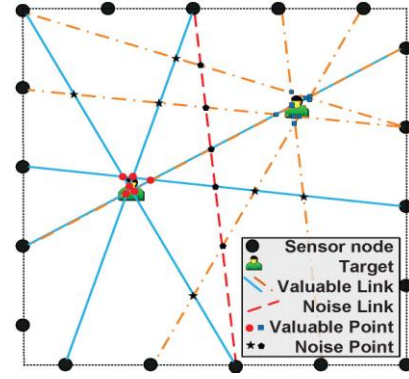 Sensor node
Target
Valuable Link
Noise Link
Valuable Point
Noise Point